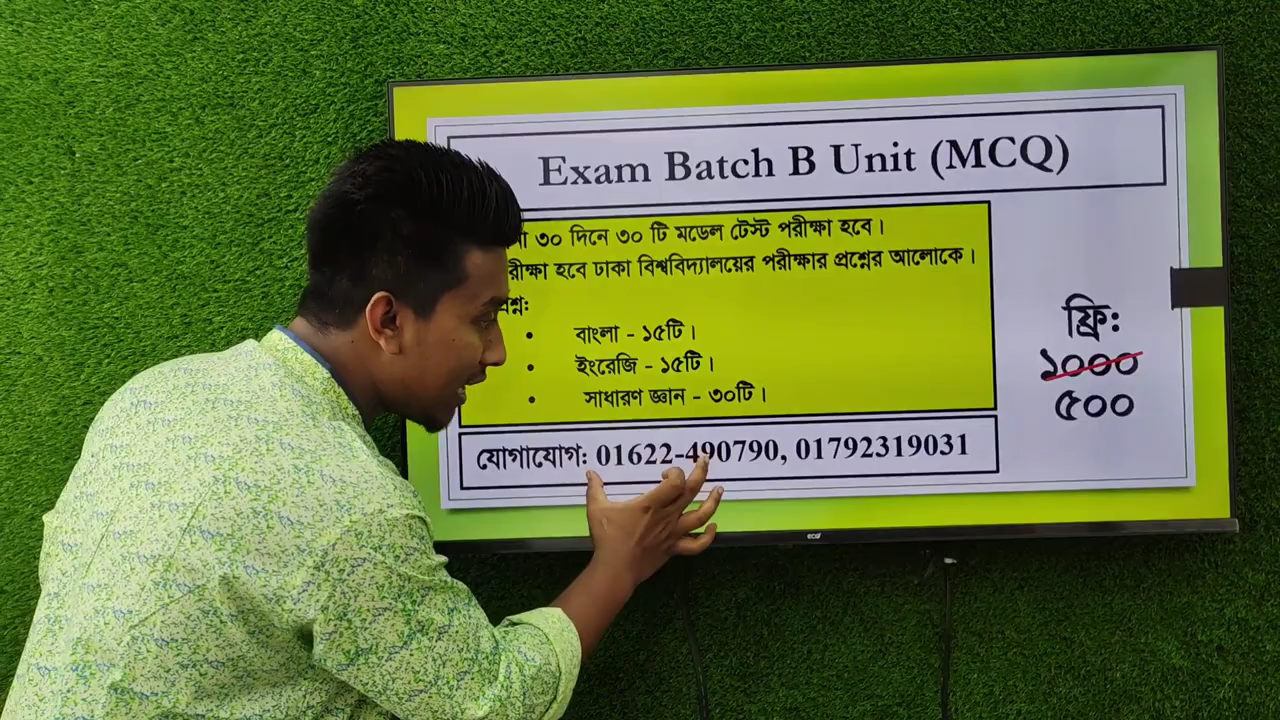 Exam Batch B Unit (MCQ)
৩০ দিনে ৩০ টি মডেল টেস্ট পরীক্ষা হবে।
হবে ঢাকা বিশ্ববিদ্যালয়ের পরীক্ষার প্রশ্নের আলোকে।
• বাংলা - ১৫টি।
• ইংরেজি - ১৫টি।
• সাধারণ জ্ঞান - ৩০টি।
যোগাযোগ: 01622-490790, 01792319031
ফ্রি:
১০০০
৫০০